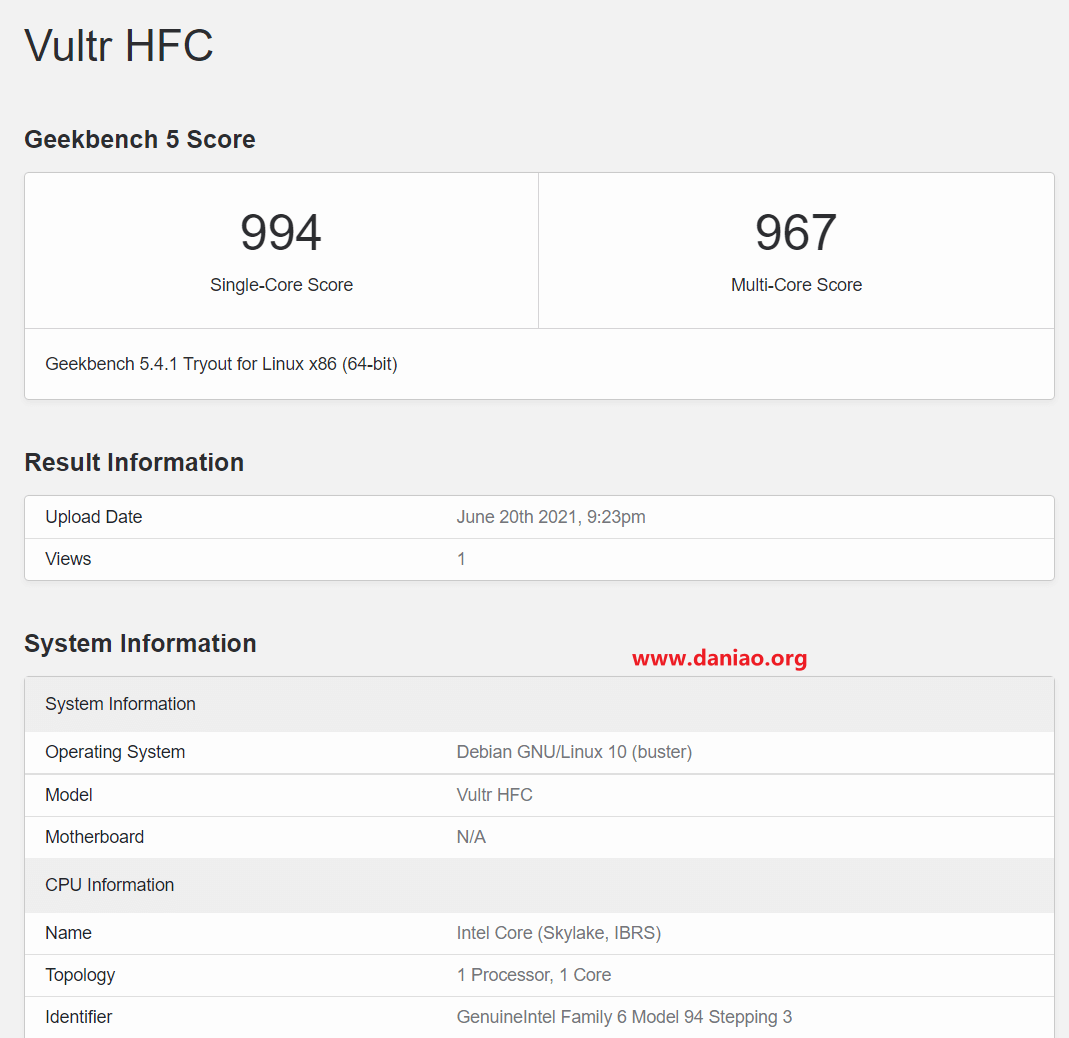 Vultr HFC
Geekbench 5 Score
994
967
Single-Core Score
Multi-Core Score
Geekbench 5.4.1 Tryout for Linux x86 (64-bit)
Result Information
Upload Date June 20th 2021, 9:23pm
Views 1
System Information
www.daniao.org
System Information
Operating System Debian GNU/Linux 10 (buster)
Model Vultr HFC
Motherboard N/A
CPU Information
Name Intel Core (Skylake, IBRS)
Topology 1 Processor, 1 Core
Identifier GenuineIntel Family 6 Model 94 Stepping 3